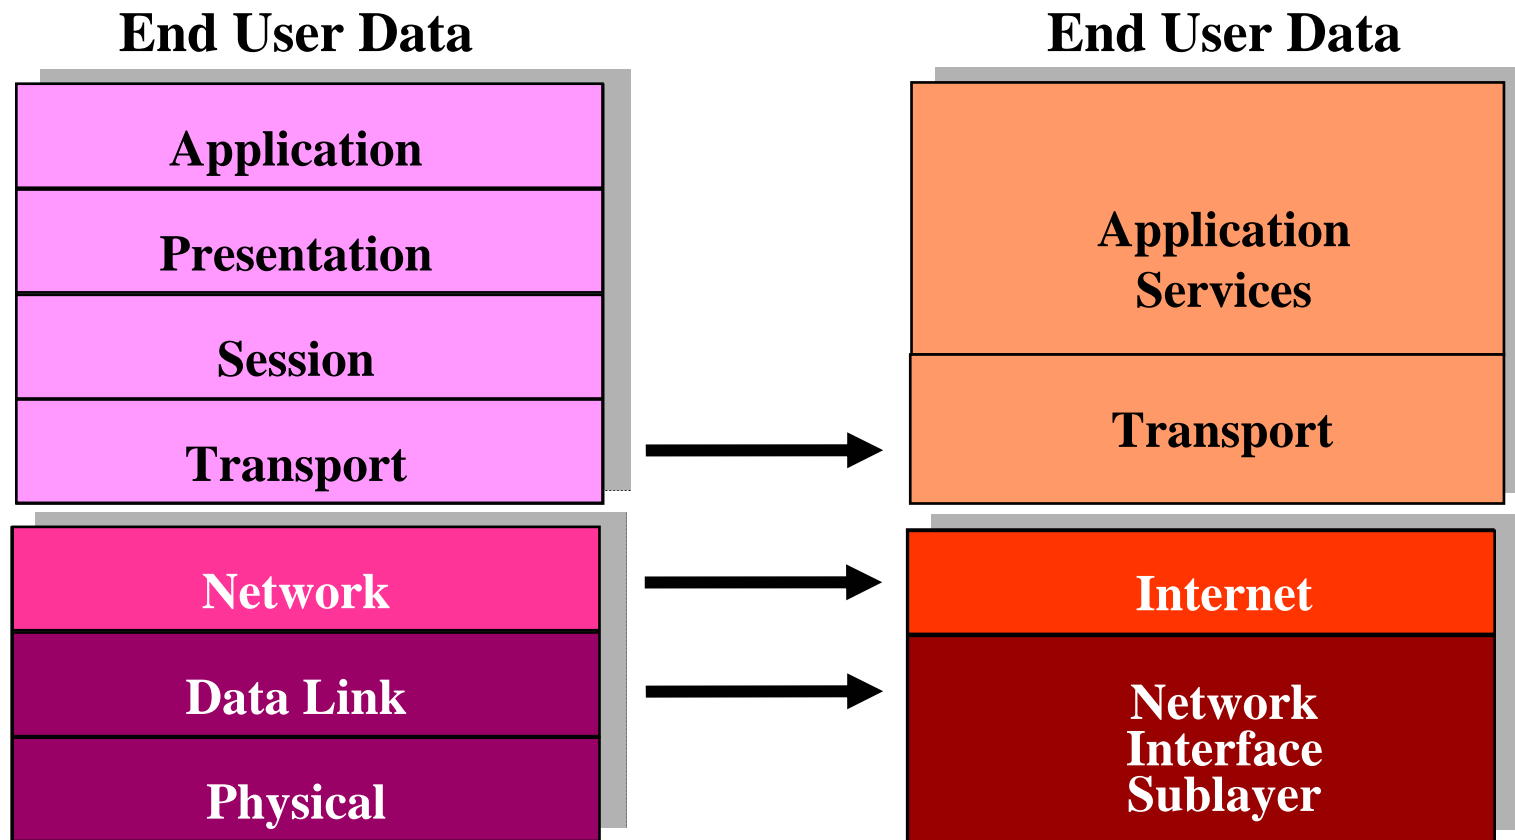 End User Data
Application
Presentation
Session
Transport
Network
Data Link
Physical
End User Data
Application
Services
Transport
Internet
Network
Interface
Sublayer